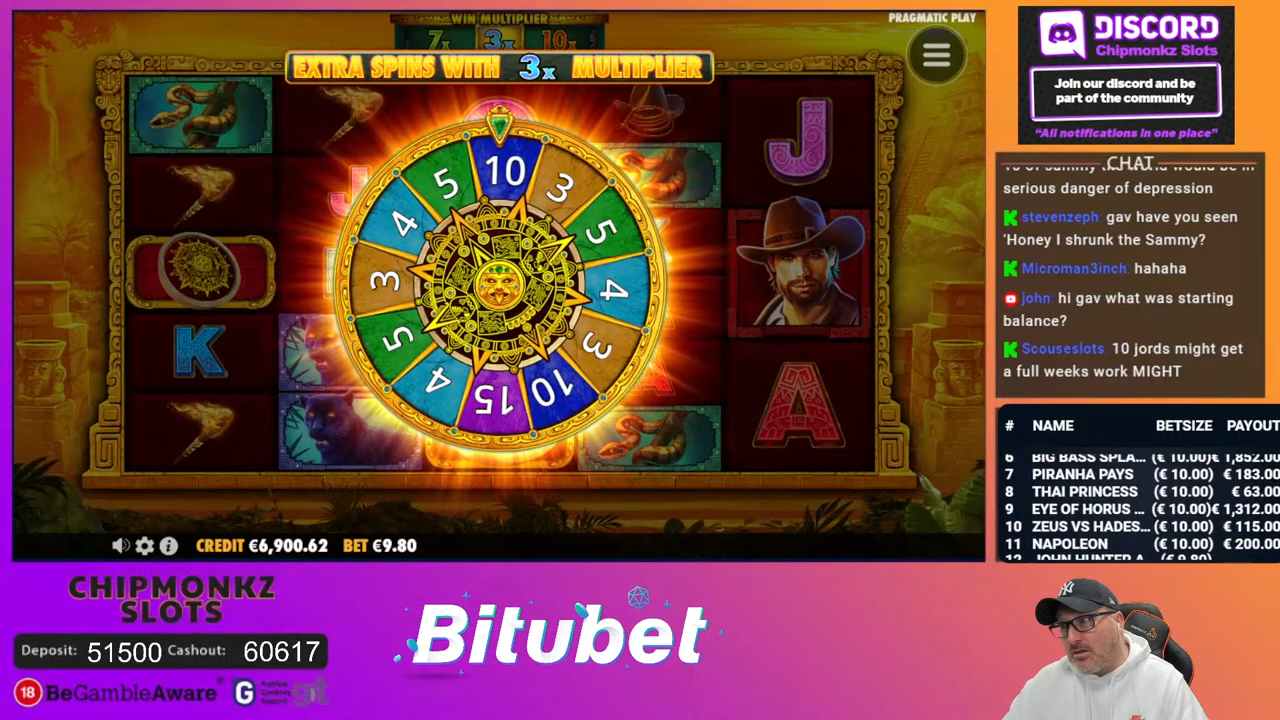 WIN MULTIPLIER
7x 3x 10x
PRAGMATIC PLAY
EXTRA SPINS WITH 3x MULTIPLIER
J
K
A
10
3
5
4
3
10
15
4
5
3
4
5
CREDIT €6,900.62 BET €9.80
DISCORD
Chipmonkz Slots
Join our discord and be
part of the community
"All notifications in one place"
CHAT
serious danger of depression
stevenzeph: gav have you seen
'Honey I shrunk the Sammy?
Microman3inch: hahaha
john: hi gav what was starting
balance?
Scouseslots: 10 jords might get
a full weeks work MIGHT
# NAME BETSIZE PAYOUT
6 BIG BASS SPLA... (€ 10.00) € 1,852.00
7 PIRANHA PAYS (€ 10.00) € 183.00
8 THAI PRINCESS (€ 10.00) € 63.00
9 EYE OF HORUS ... (€ 10.00) € 1,312.00
10 ZEUS VS HADES... (€ 10.00) € 115.00
11 NAPOLEON (€ 10.00) € 200.00
12 JOHN HUNTER A (€ 9.80)
CHIPMONKZ
SLOTS
Deposit: 51500 Cashout: 60617
18 BeGambleAware
Bitubet